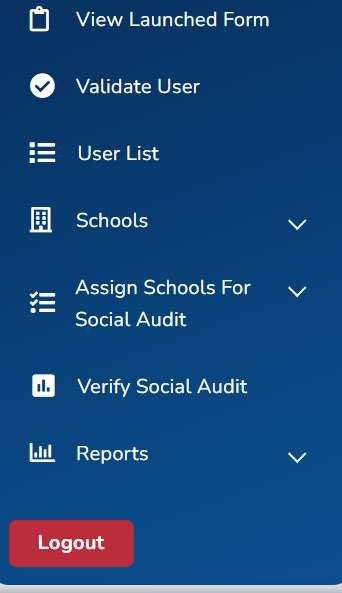 View Launched Form
Validate User
User List
Schools
Assign Schools For
Social Audit
Verify Social Audit
Reports
Logout